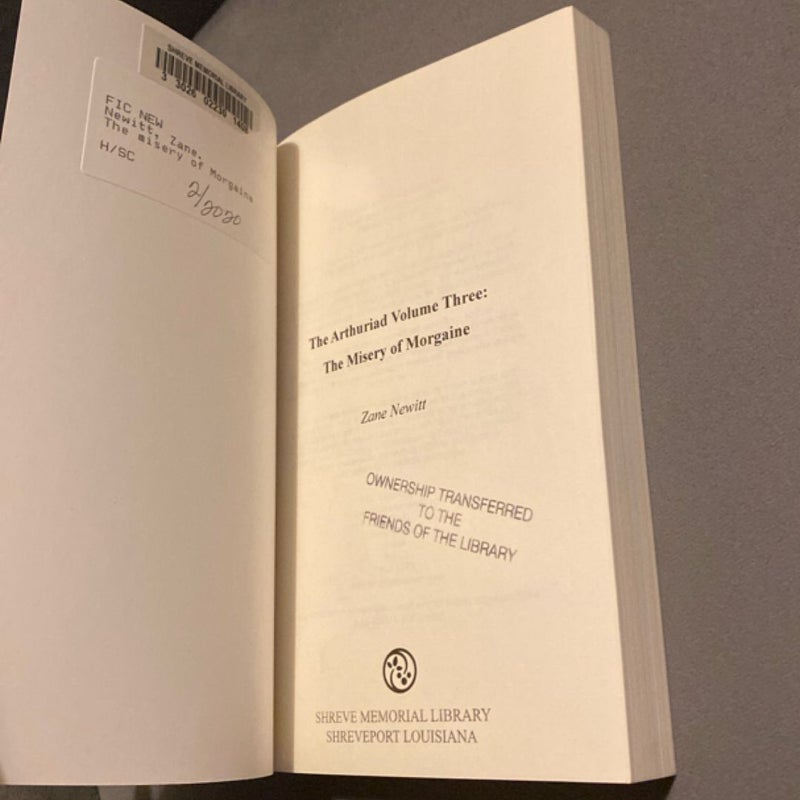 SHREVE MEMORIAL LIBRARY
FIC NEW
Newitt, Zane.
The misery of Morgaine
H/SC
2/2020
The Arthuriad Volume Three:
The Misery of Morgaine
Zane Newitt
OWNERSHIP TRANSFERRED
TO THE
FRIENDS OF THE LIBRARY
SHREVE MEMORIAL LIBRARY
SHREVEPORT LOUISIANA